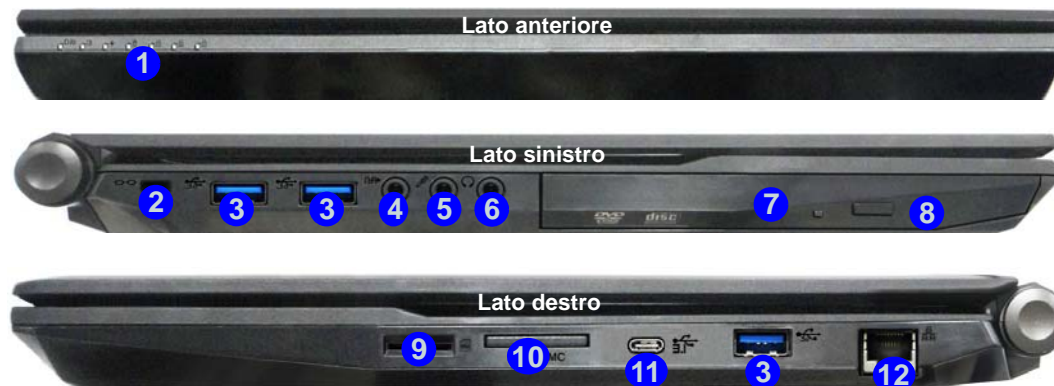 Lato anteriore
1
Lato sinistro
2 3 3 4 5 6 7 8
DVD disc
Lato destro
9 10 MC 11 3 12